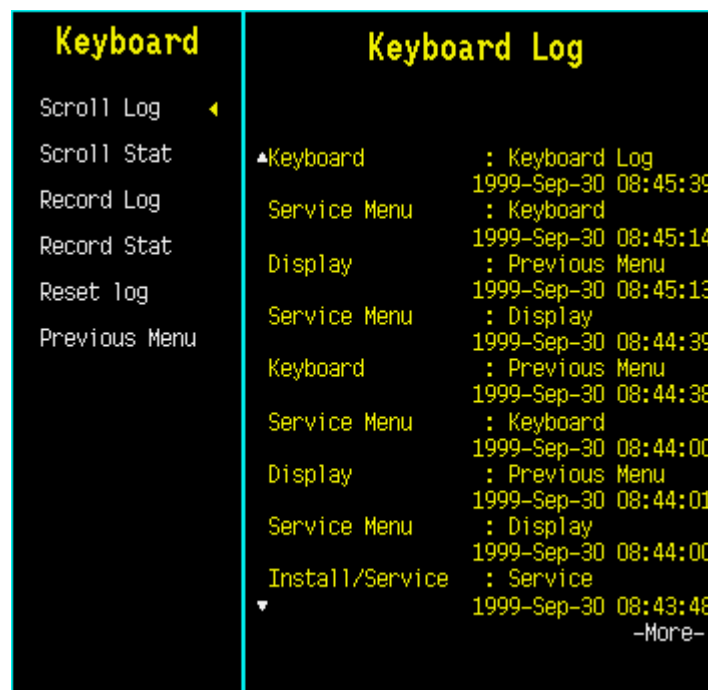 Keyboard
Scroll Log
Scroll Stat
Record Log
Record Stat
Reset log
Previous Menu
Keyboard Log
Keyboard : Keyboard Log
1999-Sep-30 08:45:39
Service Menu : Keyboard
1999-Sep-30 08:45:14
Display : Previous Menu
1999-Sep-30 08:45:13
Service Menu : Display
1999-Sep-30 08:44:39
Keyboard : Previous Menu
1999-Sep-30 08:44:38
Service Menu : Keyboard
1999-Sep-30 08:44:00
Display : Previous Menu
1999-Sep-30 08:44:01
Service Menu : Display
1999-Sep-30 08:44:00
Install/Service : Service
1999-Sep-30 08:43:48
-More-